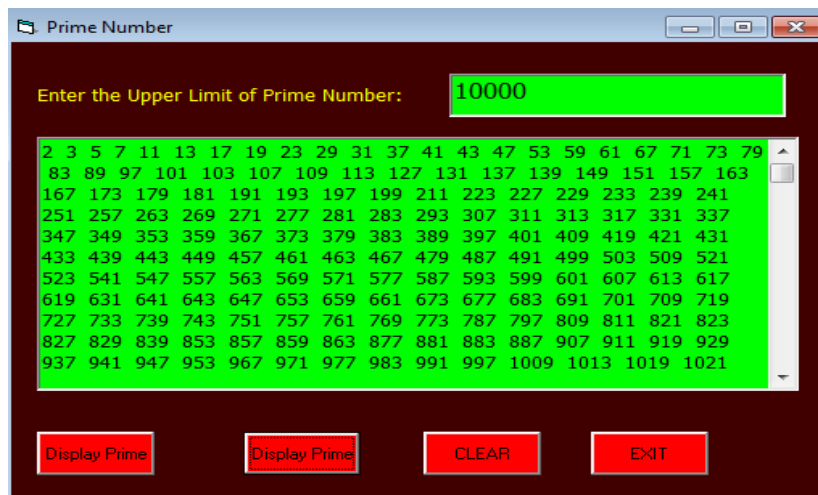 Prime Number
Enter the Upper Limit of Prime Number: 10000
2 3 5 7 11 13 17 19 23 29 31 37 41 43 47 53 59 61 67 71 73 79
83 89 97 101 103 107 109 113 127 131 137 139 149 151 157 163
167 173 179 181 191 193 197 199 211 223 227 229 233 239 241
251 257 263 269 271 277 281 283 293 307 311 313 317 331 337
347 349 353 359 367 373 379 383 389 397 401 409 419 421 431
433 439 443 449 457 461 463 467 479 487 491 499 503 509 521
523 541 547 557 563 569 571 577 587 593 599 601 607 613 617
619 631 641 643 647 653 659 661 673 677 683 691 701 709 719
727 733 739 743 751 757 761 769 773 787 797 809 811 821 823
827 829 839 853 857 859 863 877 881 883 887 907 911 919 929
937 941 947 953 967 971 977 983 991 997 1009 1013 1019 1021
Display Prime Display Prime CLEAR EXIT